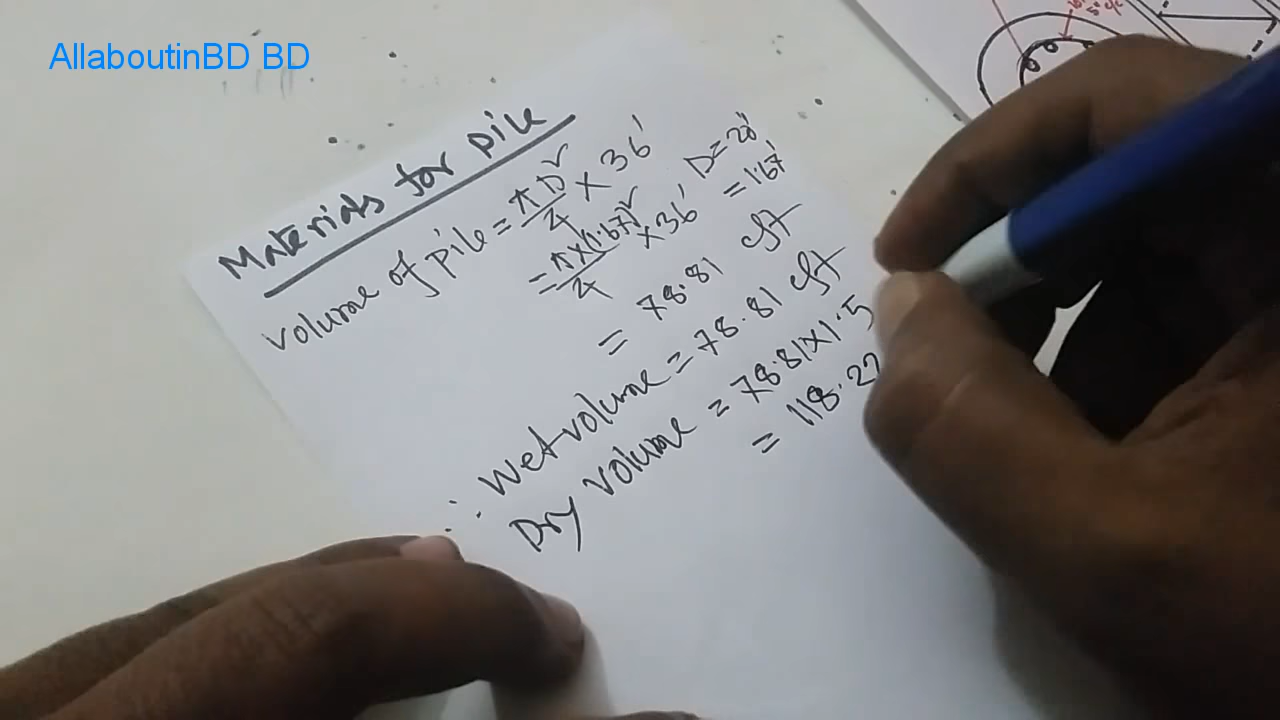 AllaboutinBD BD
Materials for pile
Volume of pile = πD²/4 × 36'
= π×(1.67)²/4 × 36', D = 20"
= 1.67'
= 78.81 cft
∴ Wet volume = 78.81 cft
Dry volume = 78.81×1.5
= 118.22